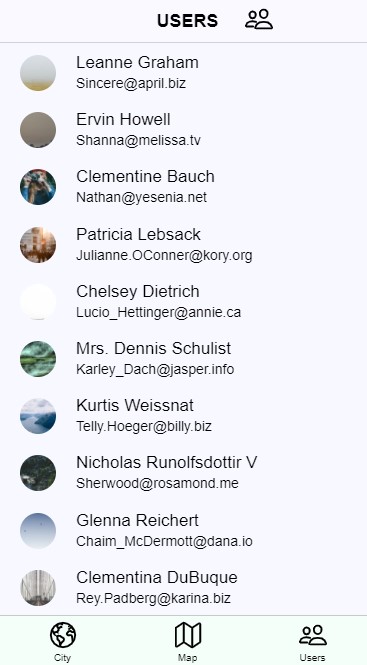 USERS
Leanne Graham
Sincere@april.biz
Ervin Howell
Shanna@melissa.tv
Clementine Bauch
Nathan@yesenia.net
Patricia Lebsack
Julianne.OConner@kory.org
Chelsey Dietrich
Lucio_Hettinger@annie.ca
Mrs. Dennis Schulist
Karley_Dach@jasper.info
Kurtis Weissnat
Telly.Hoeger@billy.biz
Nicholas Runolfsdottir V
Sherwood@rosamond.me
Glenna Reichert
Chaim_McDermott@dana.io
Clementina DuBuque
Rey.Padberg@karina.biz
City Map Users